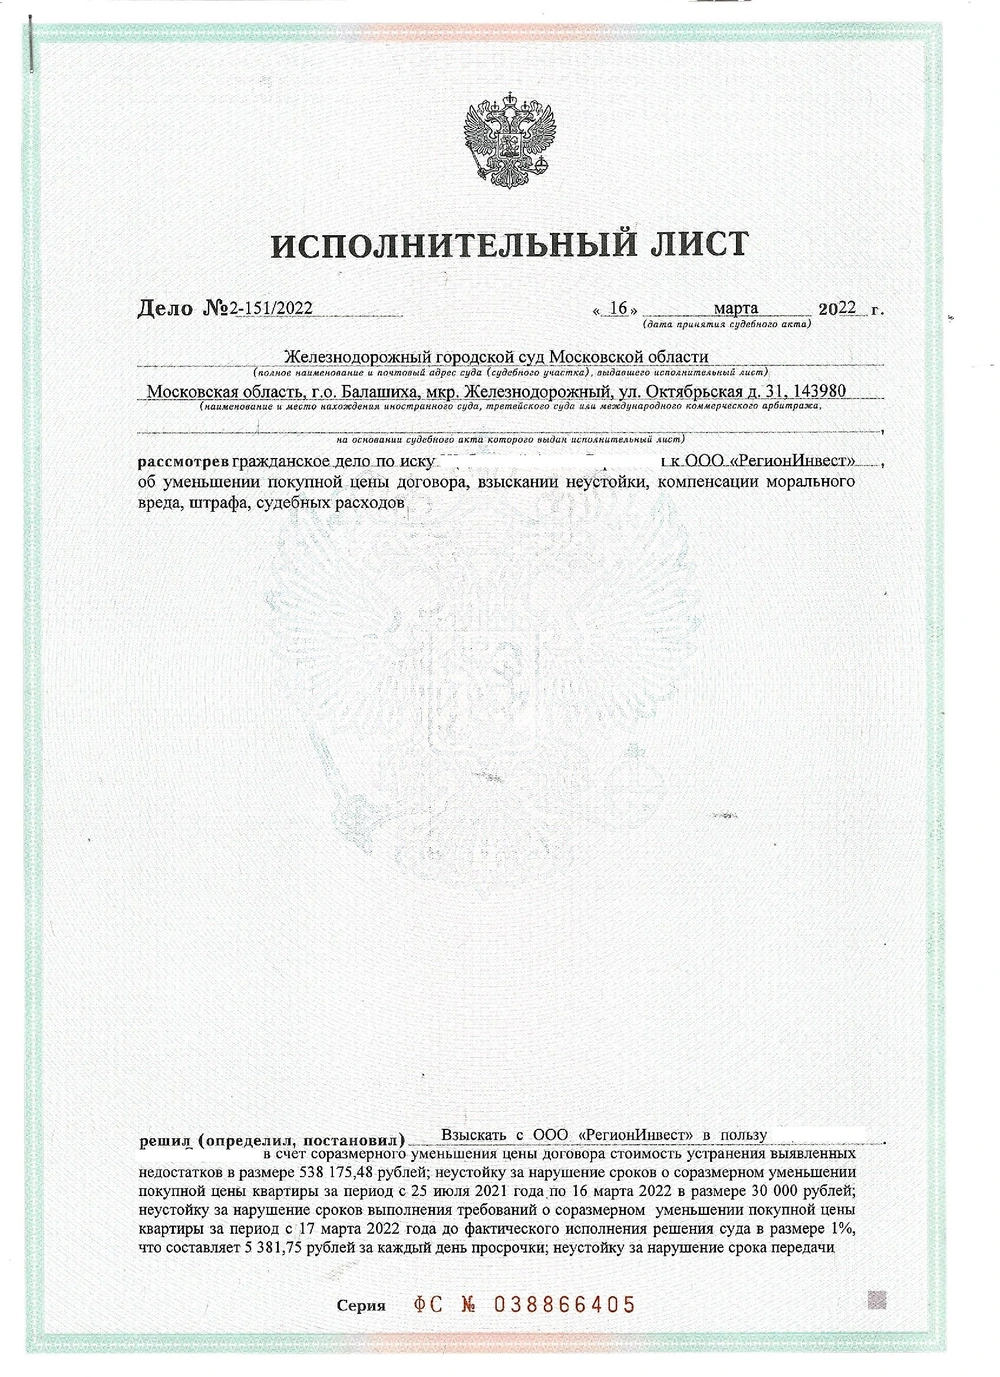 ИСПОЛНИТЕЛЬНЫЙ ЛИСТ
Дело №2-151/2022 « 16 » марта 2022 г.
(дата принятия судебного акта)
Железнодорожный городской суд Московской области
(полное наименование и почтовый адрес суда (судебного участка), выдавшего исполнительный лист)
Московская область, г.о. Балашиха, мкр. Железнодорожный, ул. Октябрьская д. 31, 143980
(наименование и место нахождения иностранного суда, третейского суда или международного коммерческого арбитража,
,
на основании судебного акта которого выдан исполнительный лист)
рассмотрев гражданское дело по иску к ООО «РегионИнвест» ,
об уменьшении покупной цены договора, взыскании неустойки, компенсации морального
вреда, штрафа, судебных расходов
решил (определил, постановил) Взыскать с ООО «РегионИнвест» в пользу .
в счет соразмерного уменьшения цены договора стоимость устранения выявленных
недостатков в размере 538 175,48 рублей; неустойку за нарушение сроков о соразмерном уменьшении
покупной цены квартиры за период с 25 июля 2021 года по 16 марта 2022 в размере 30 000 рублей;
неустойку за нарушение сроков выполнения требований о соразмерном уменьшении покупной цены
квартиры за период с 17 марта 2022 года до фактического исполнения решения суда в размере 1%,
что составляет 5 381,75 рублей за каждый день просрочки; неустойку за нарушение срока передачи
Серия ФС № 038866405